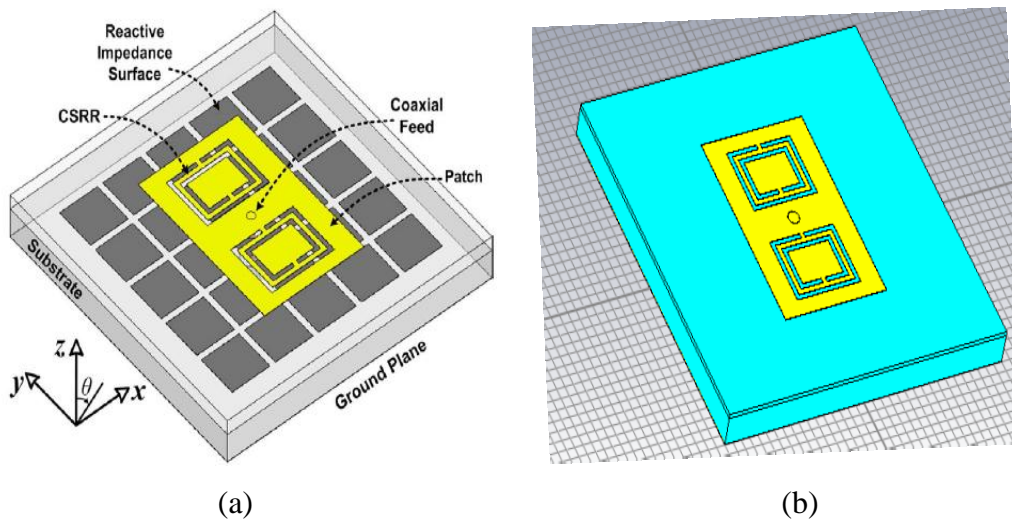 Reactive
Impedance
Surface
CSRR
Coaxial
Feed
Patch
Substrate
Ground Plane
z
θ
y
x
(a)
(b)